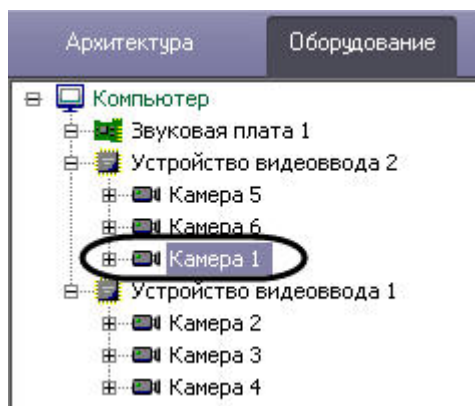 Архитектура Оборудование
Компьютер
Звуковая плата 1
Устройство видеоввода 2
Камера 5
Камера 6
Камера 1
Устройство видеоввода 1
Камера 2
Камера 3
Камера 4